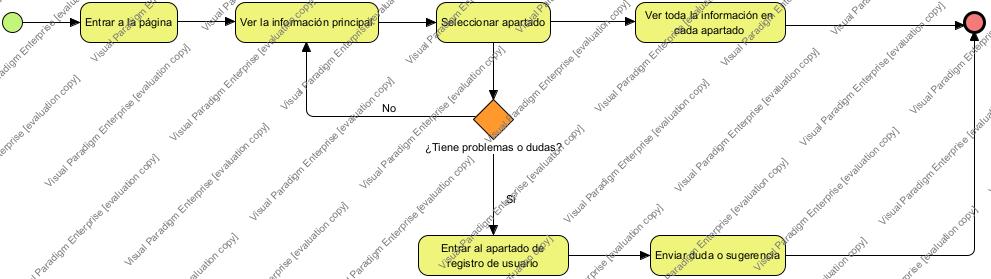 Entrar a la página
Ver la información principal
Seleccionar apartado
Ver toda la información en
cada apartado
No
¿Tiene problemas o dudas?
Sí
Entrar al apartado de
registro de usuario
Enviar duda o sugerencia
Visual Paradigm Enterprise [evaluation copy]